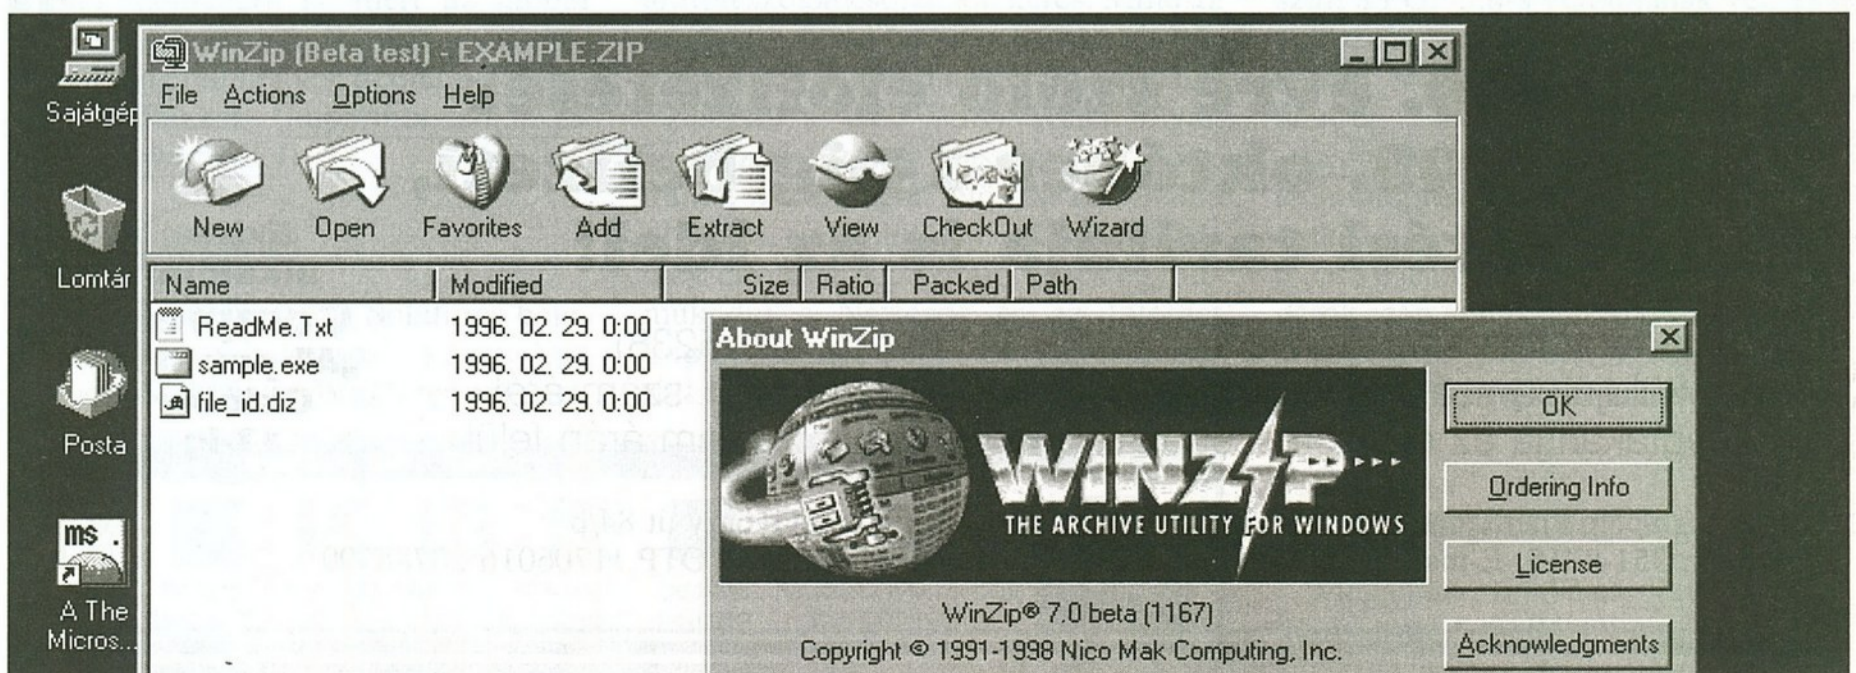 Sajátgép
Lomtár
Posta
ms.
A The
Micros...
WinZip (Beta test) - EXAMPLE.ZIP
File Actions Options Help
New Open Favorites Add Extract View CheckOut Wizard
Name Modified Size Ratio Packed Path
ReadMe.Txt 1996. 02. 29. 0:00
sample.exe 1996. 02. 29. 0:00
file_id.diz 1996. 02. 29. 0:00
About WinZip
WINZIP
THE ARCHIVE UTILITY FOR WINDOWS
WinZip® 7.0 beta (1167)
Copyright © 1991-1998 Nico Mak Computing, Inc.
OK
Ordering Info
License
Acknowledgments